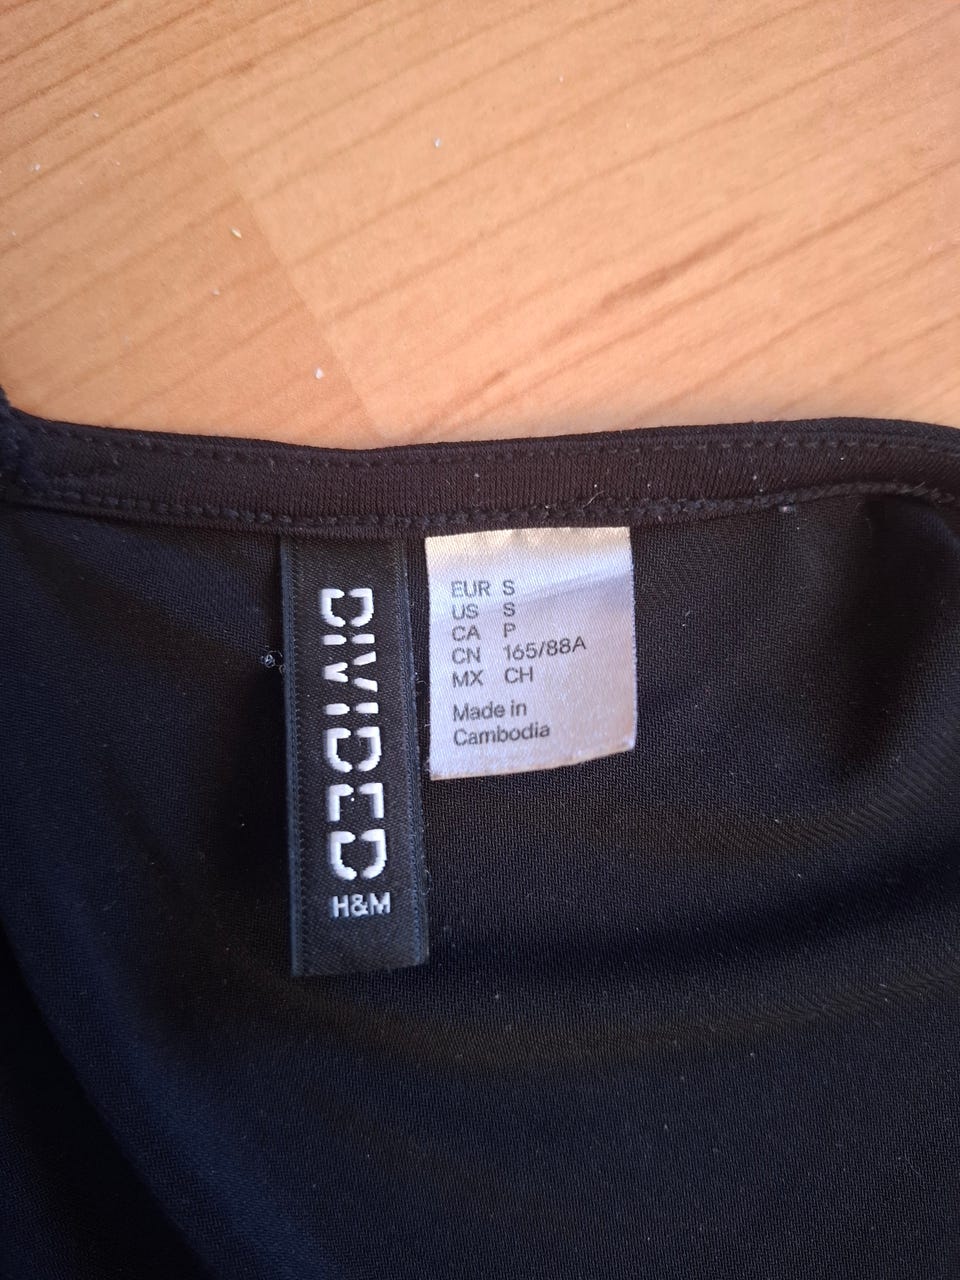 DIVIDED
H&M
EUR S
US S
CA P
CN 165/88A
MX CH
Made in
Cambodia